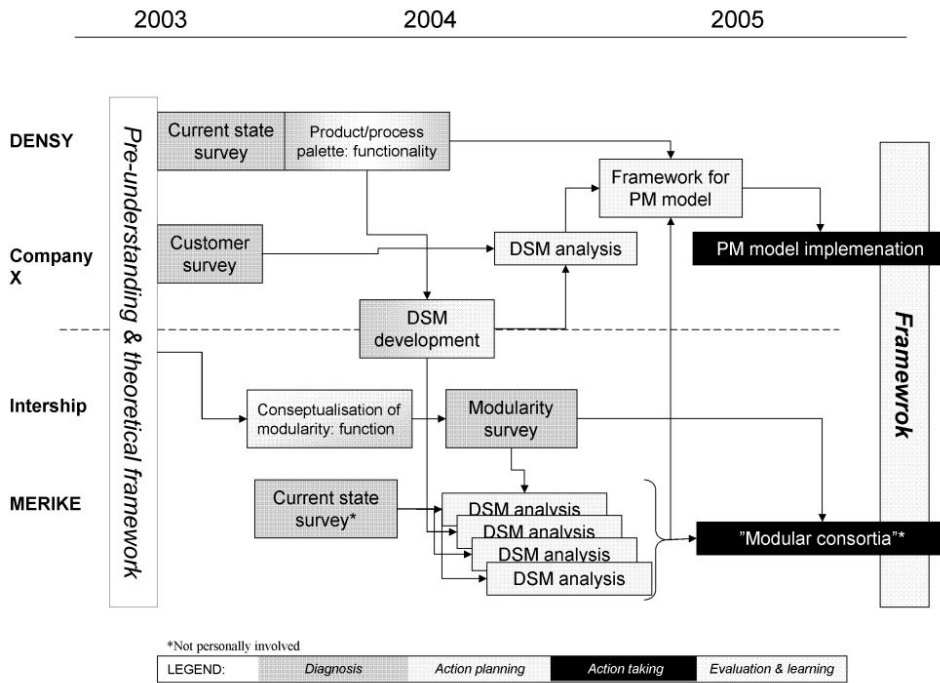 2003 2004 2005
Pre-understanding & theoretical framework
DENSY
Current state
survey
Product/process
palette: functionality
Framework for
PM model
Company
X
Customer
survey
DSM analysis
PM model implemenation
DSM
development
Framewrok
Intership
Conseptualisation of
modularity: function
Modularity
survey
MERIKE
Current state
survey*
DSM analysis
DSM analysis
DSM analysis
DSM analysis
"Modular consortia"*
*Not personally involved
LEGEND: Diagnosis Action planning Action taking Evaluation & learning